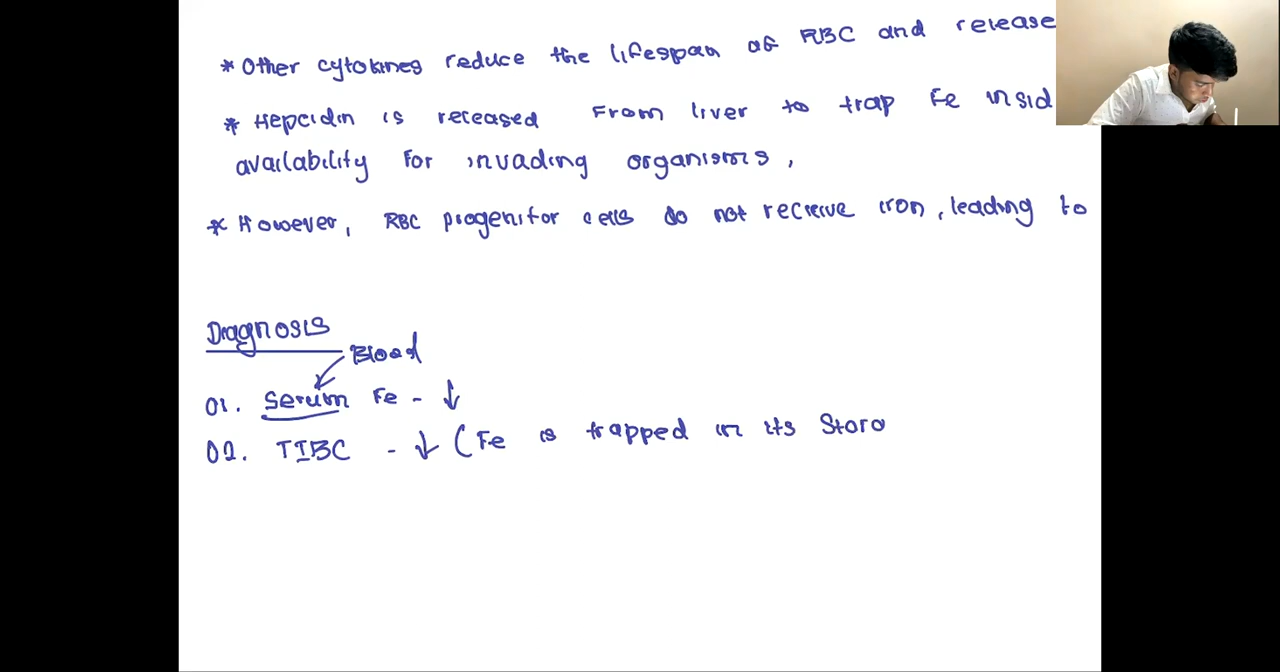 * Other cytokines reduce the lifespan of RBC and release
* Hepcidin is released From liver to trap Fe insid
availability for invading organisms,
* However, RBC progenitor cells do not recieve iron, leading to
Diagnosis
Blood
01. Serum Fe - ↓
02. TIBC - ↓ (Fe is trapped in its Storo